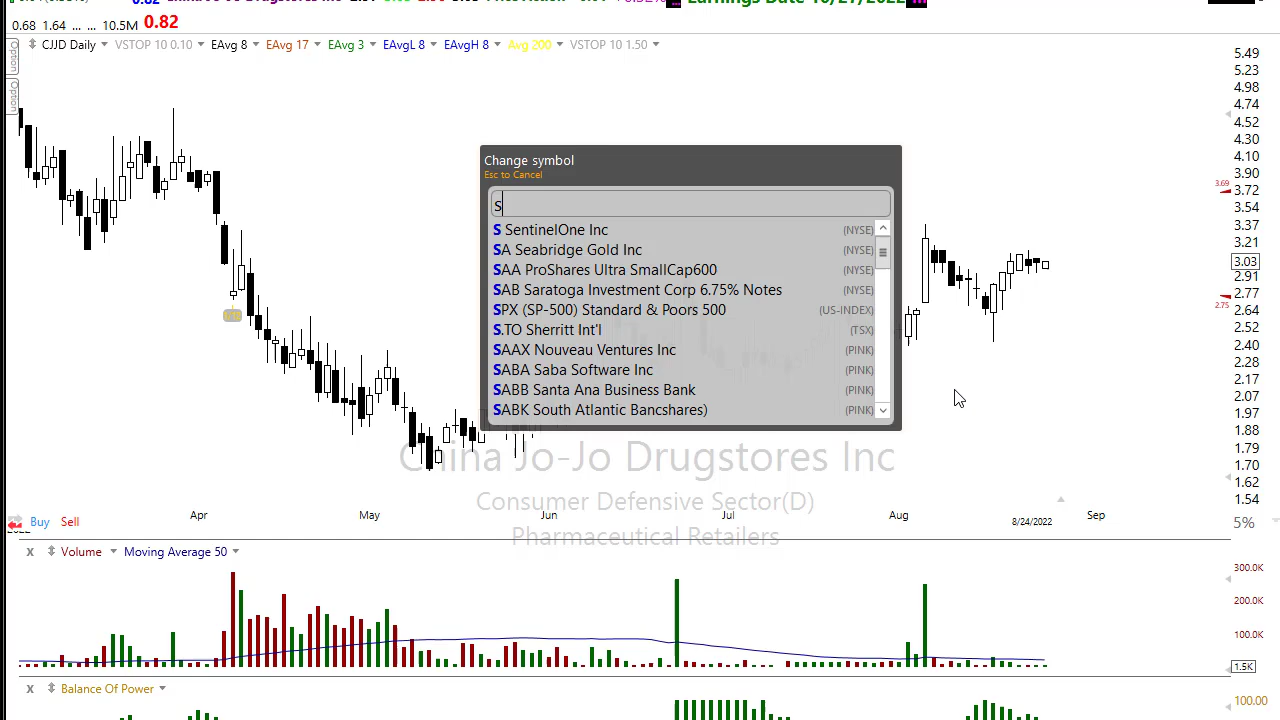 0.68 1.64 ... ... 10.5M 0.82
CJJD Daily VSTOP 10 0.10 EAvg 8 EAvg 17 EAvg 3 EAvgL 8 EAvgH 8 Avg 200 VSTOP 10 1.50
Option
Option
5.49
5.23
4.98
4.74
4.52
4.30
4.10
3.90
3.69
3.72
3.54
3.37
3.21
3.03
2.91
2.77
2.75
2.64
2.52
2.40
2.28
2.17
2.07
1.97
1.88
1.79
1.70
1.62
1.54
Change symbol
Esc to Cancel
S
S SentinelOne Inc (NYSE)
SA Seabridge Gold Inc (NYSE)
SAA ProShares Ultra SmallCap600 (NYSE)
SAB Saratoga Investment Corp 6.75% Notes (NYSE)
SPX (SP-500) Standard & Poors 500 (US-INDEX)
S.TO Sherritt Int'l (TSX)
SAAX Nouveau Ventures Inc (PINK)
SABA Saba Software Inc (PINK)
SABB Santa Ana Business Bank (PINK)
SABK South Atlantic Bancshares) (PINK)
China Jo-Jo Drugstores Inc
Consumer Defensive Sector(D)
Pharmaceutical Retailers
Buy Sell Apr May Jun Jul Aug 8/24/2022 Sep 5%
X Volume Moving Average 50
300.0K
200.0K
100.0K
1.5K
X Balance Of Power
100.00